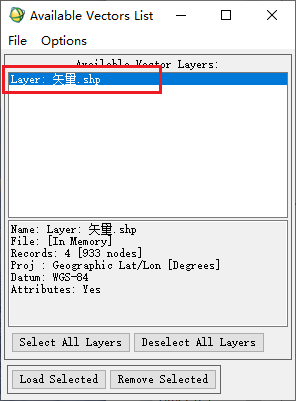 Available Vectors List
File Options
Available Vector Layers:
Layer: 矢量.shp
Name: Layer: 矢量.shp
File: [In Memory]
Records: 4 [933 nodes]
Proj : Geographic Lat/Lon [Degrees]
Datum: WGS-84
Attributes: Yes
Select All Layers Deselect All Layers
Load Selected Remove Selected